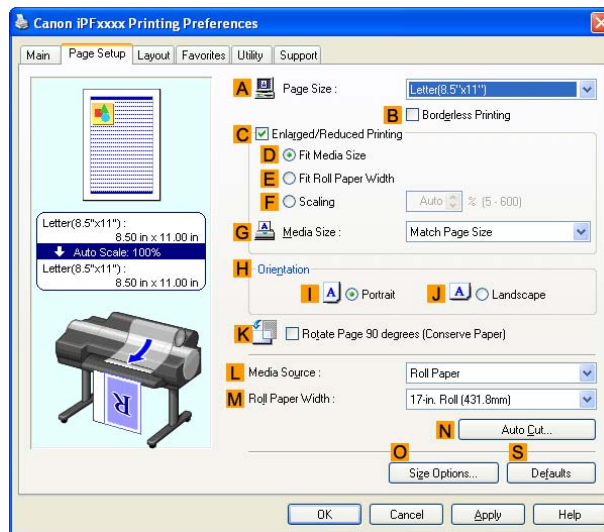 Canon iPFxxxx Printing Preferences
Main Page Setup Layout Favorites Utility Support
A Page Size : Letter(8.5"x11")
B Borderless Printing
C Enlarged/Reduced Printing
D Fit Media Size
E Fit Roll Paper Width
F Scaling Auto % (5 - 600)
G Media Size : Match Page Size
Letter(8.5"x11") :
8.50 in x 11.00 in
Auto Scale: 100%
Letter(8.5"x11") :
8.50 in x 11.00 in
H Orientation
I A Portrait J A Landscape
K Rotate Page 90 degrees (Conserve Paper)
R
L Media Source : Roll Paper
M Roll Paper Width : 17-in. Roll (431.8mm)
N Auto Cut...
O S
Size Options... Defaults
OK Cancel Apply Help